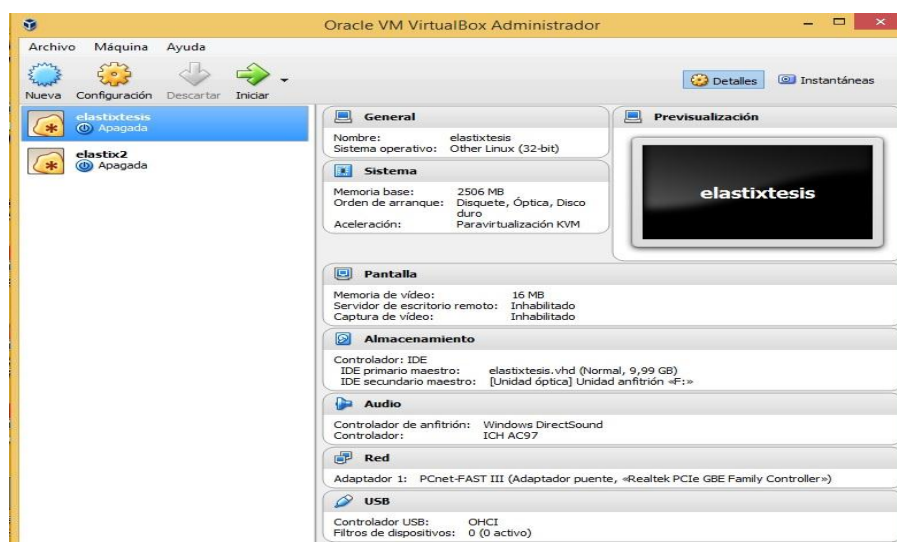 Oracle VM VirtualBox Administrador
Archivo Máquina Ayuda
Nueva Configuración Descartar Iniciar
Detalles Instantáneas
elastixtesis
Apagada
elastix2
Apagada
General
Nombre: elastixtesis
Sistema operativo: Other Linux (32-bit)
Sistema
Memoria base: 2506 MB
Orden de arranque: Disquete, Óptica, Disco
duro
Aceleración: Paravirtualización KVM
Previsualización
elastixtesis
Pantalla
Memoria de vídeo: 16 MB
Servidor de escritorio remoto: Inhabilitado
Captura de vídeo: Inhabilitado
Almacenamiento
Controlador: IDE
IDE primario maestro: elastixtesis.vhd (Normal, 9,99 GB)
IDE secundario maestro: [Unidad óptica] Unidad anfitrión «F:»
Audio
Controlador de anfitrión: Windows DirectSound
Controlador: ICH AC97
Red
Adaptador 1: PCnet-FAST III (Adaptador puente, «Realtek PCIe GBE Family Controller»)
USB
Controlador USB: OHCI
Filtros de dispositivos: 0 (0 activo)